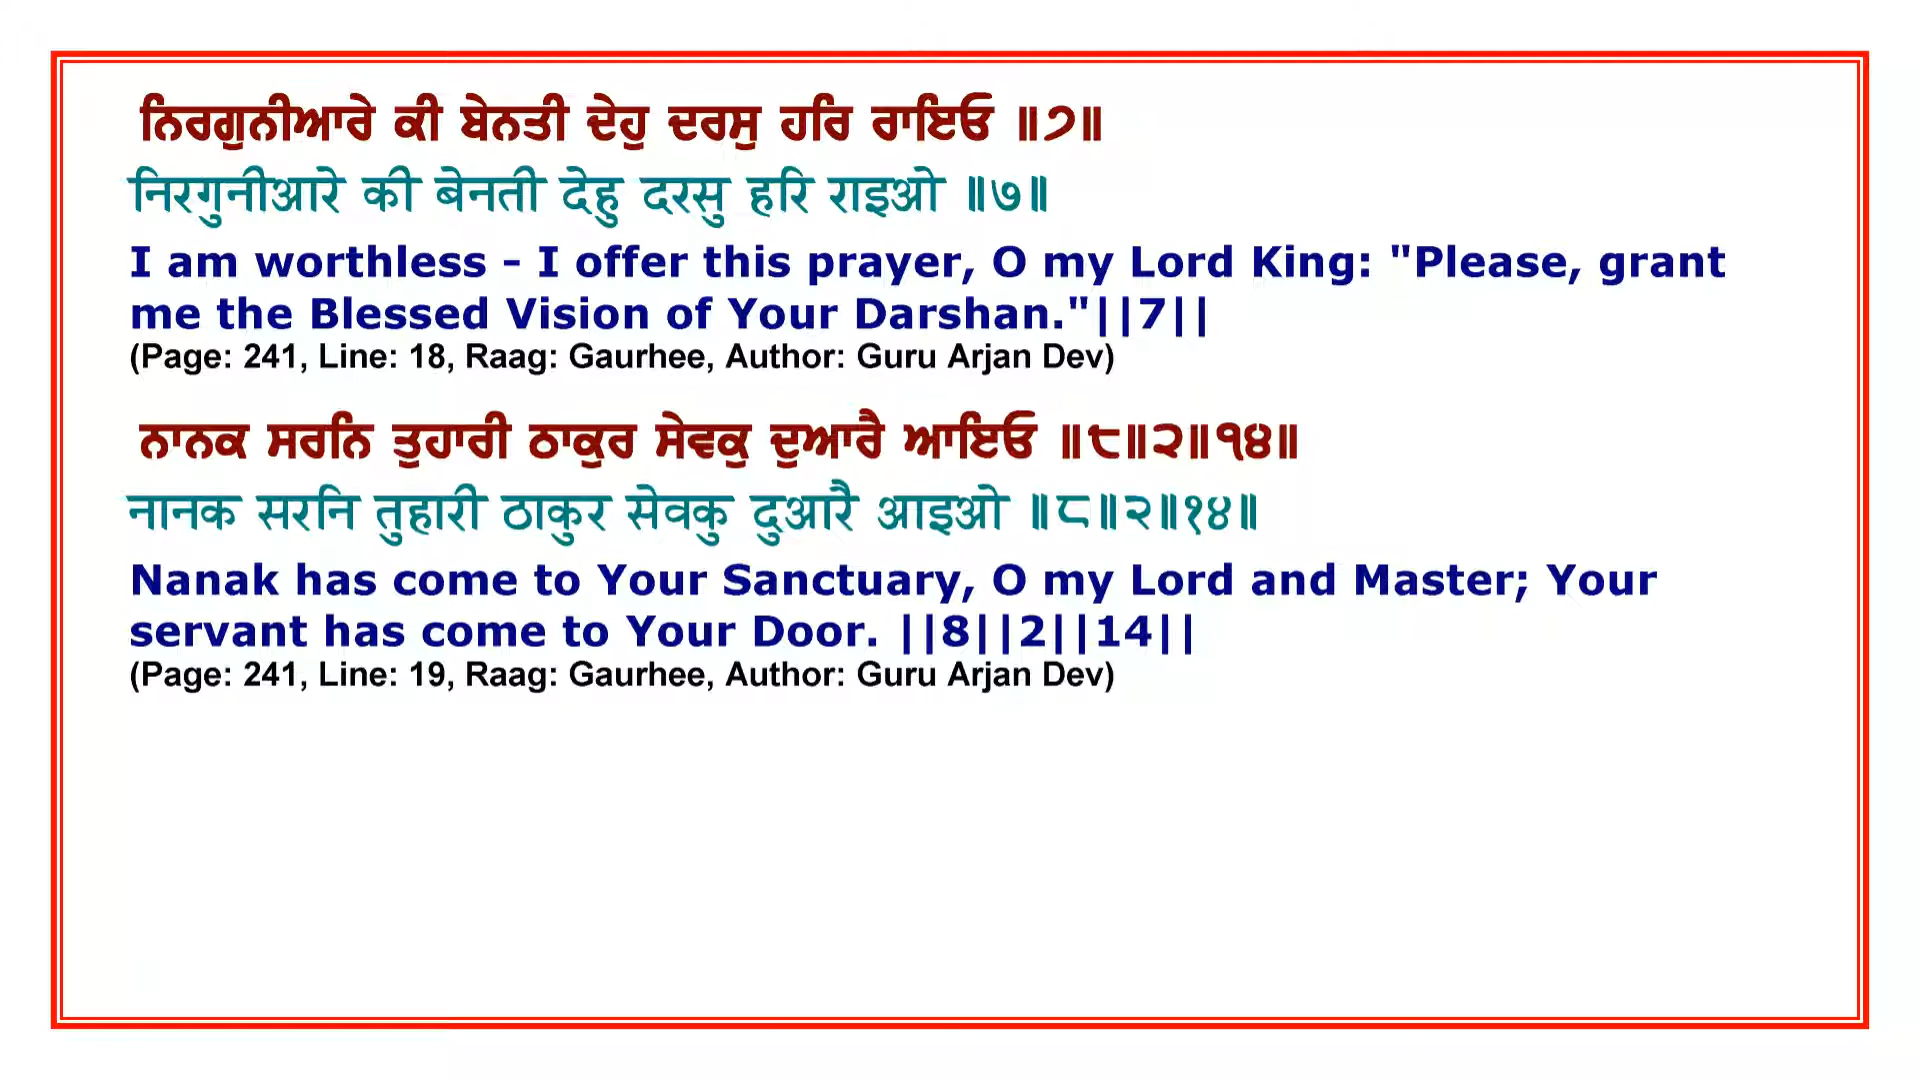 ਨਿਰਗੁਨੀਆਰੇ ਕੀ ਬੇਨਤੀ ਦੇਹੁ ਦਰਸੁ ਹਰਿ ਰਾਇਓ ॥੭॥
निरगुनीआरे की बेनती देहु दरसु हरि राइओ ॥७॥
I am worthless - I offer this prayer, O my Lord King: "Please, grant
me the Blessed Vision of Your Darshan."||7||
(Page: 241, Line: 18, Raag: Gaurhee, Author: Guru Arjan Dev)
ਨਾਨਕ ਸਰਨਿ ਤੁਹਾਰੀ ਠਾਕੁਰ ਸੇਵਕੁ ਦੁਆਰੈ ਆਇਓ ॥੮॥੨॥੧੪॥
नानक सरनि तुहारी ठाकुर सेवकु दुआरै आइओ ॥८॥२॥१४॥
Nanak has come to Your Sanctuary, O my Lord and Master; Your
servant has come to Your Door. ||8||2||14||
(Page: 241, Line: 19, Raag: Gaurhee, Author: Guru Arjan Dev)